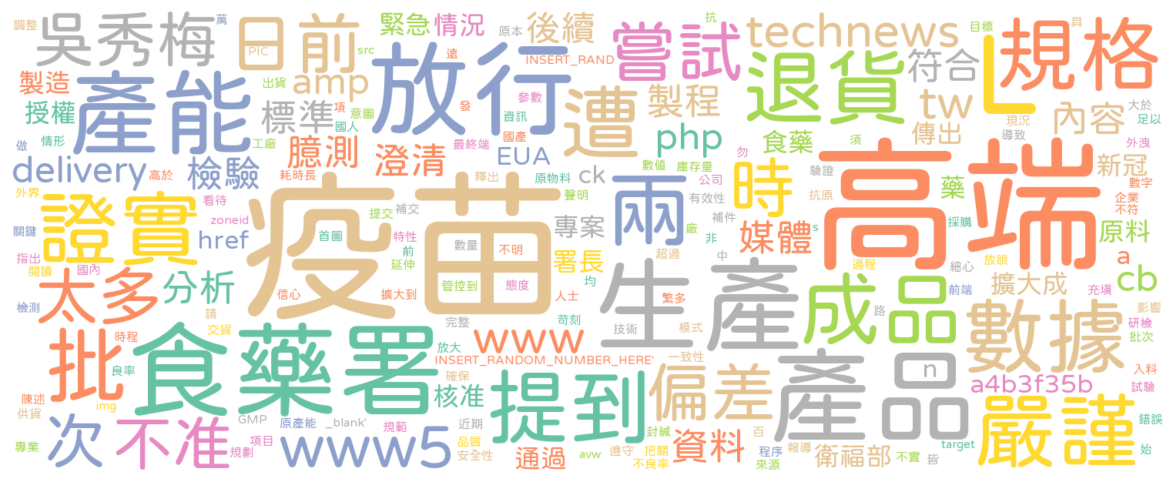 調整
吳秀梅
萬
日前
PIC
src
緊急
情況
遠
原本
後續
INSERT_RAND
抗
嘗試
technews
目標
具
規格
製造
產能
出貨
amp
放行
發
參數
遭
製程
退貨
符合
L
授權
標準
項
意圖
國人
資訊
國產
tw
內容
大於
足以
現況
情形
工廠
臆測
澄清
最終端
EUA
php
食藥
傳出
導致
外洩
做
delivery
高於
檢驗
耗時長
釋出
原物料
ck
數值
庫存量
勿
時
須
驗證
新冠
數字
外界
證實
看待
zoneid
疫苗
提交
補交
聲明
兩
公司
有效性
抗原
藥
高端
企業
不符
關鍵
href
首圖
特性
前
延伸
數量
不明
專案
廠
補件
非
s
媒體
採購
原料
指出
閱讀
國內
太多
分析
信心
擴大到
管控到
態度
署長
均
人士
生產
超過
中
過程
細心
放眼
成品
前端
擴大成
a
充填
cb
檢測
請
交貨
完整
苛刻
繁多
技術
模式
路
數據
影響
研檢
批次
時程
批
食藥署
放大
www
INSERT_RANDOM_NUMBER_HERE'
一致性
產品
n
良率
確保
核准
提到
偏差
a4b3f35b
入料
試驗
陳述
供貨
img
次
不准
GMP
原產能
_blank'
規範
近期
封緘
百
嚴謹
錯誤
專業
規劃
項目
www5
品質
安全性
avw
通過
遵守
把關
不良率
資料
程序
來源
報導
衛福部
不實
皆
target
始